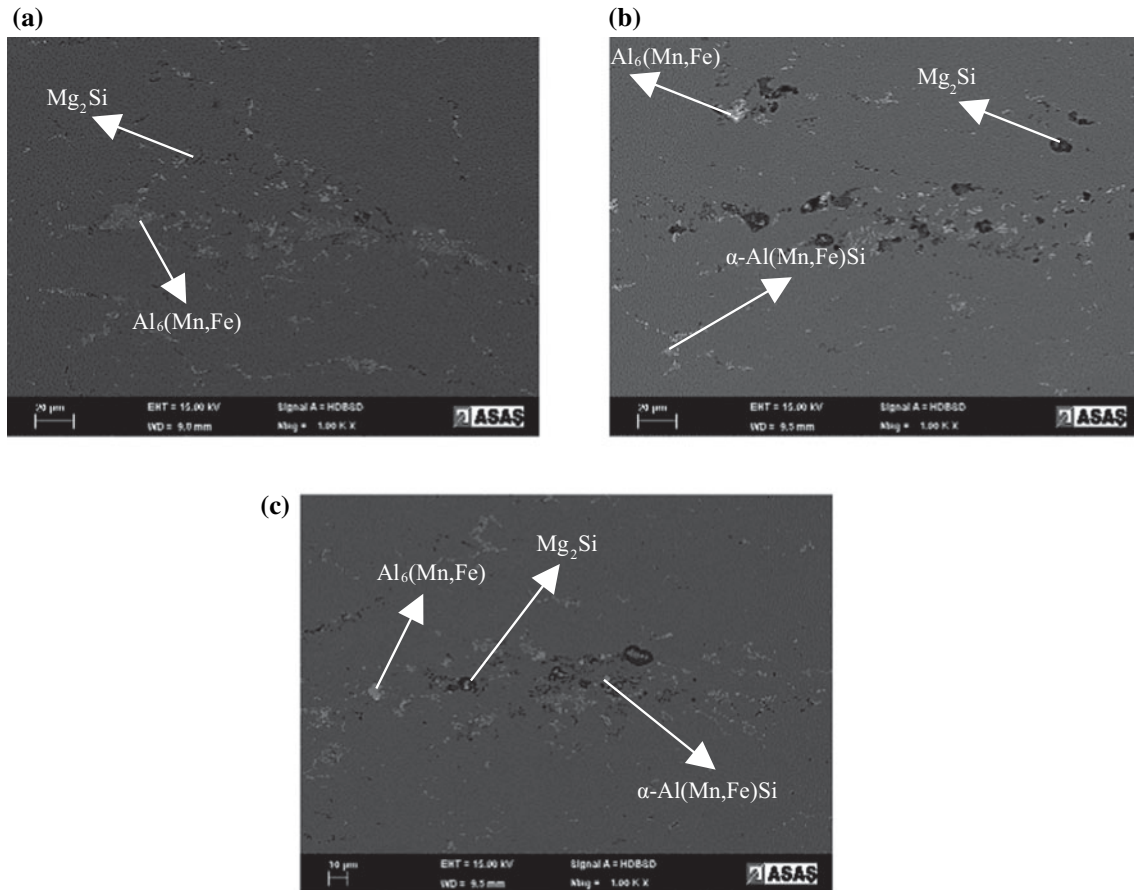 (a)
Mg₂Si
Al₆(Mn,Fe)
20 µm
EHT = 15.00 kV
WD = 9.0 mm
Signal A = HDBSD
Mag = 1.00 K X
ASAS
(b)
Al₆(Mn,Fe)
Mg₂Si
α-Al(Mn,Fe)Si
20 µm
EHT = 15.00 kV
WD = 9.5 mm
Signal A = HDBSD
Mag = 1.00 K X
ASAS
(c)
Mg₂Si
Al₆(Mn,Fe)
α-Al(Mn,Fe)Si
10 µm
EHT = 15.00 kV
WD = 9.5 mm
Signal A = HDBSD
Mag = 1.00 K X
ASAS